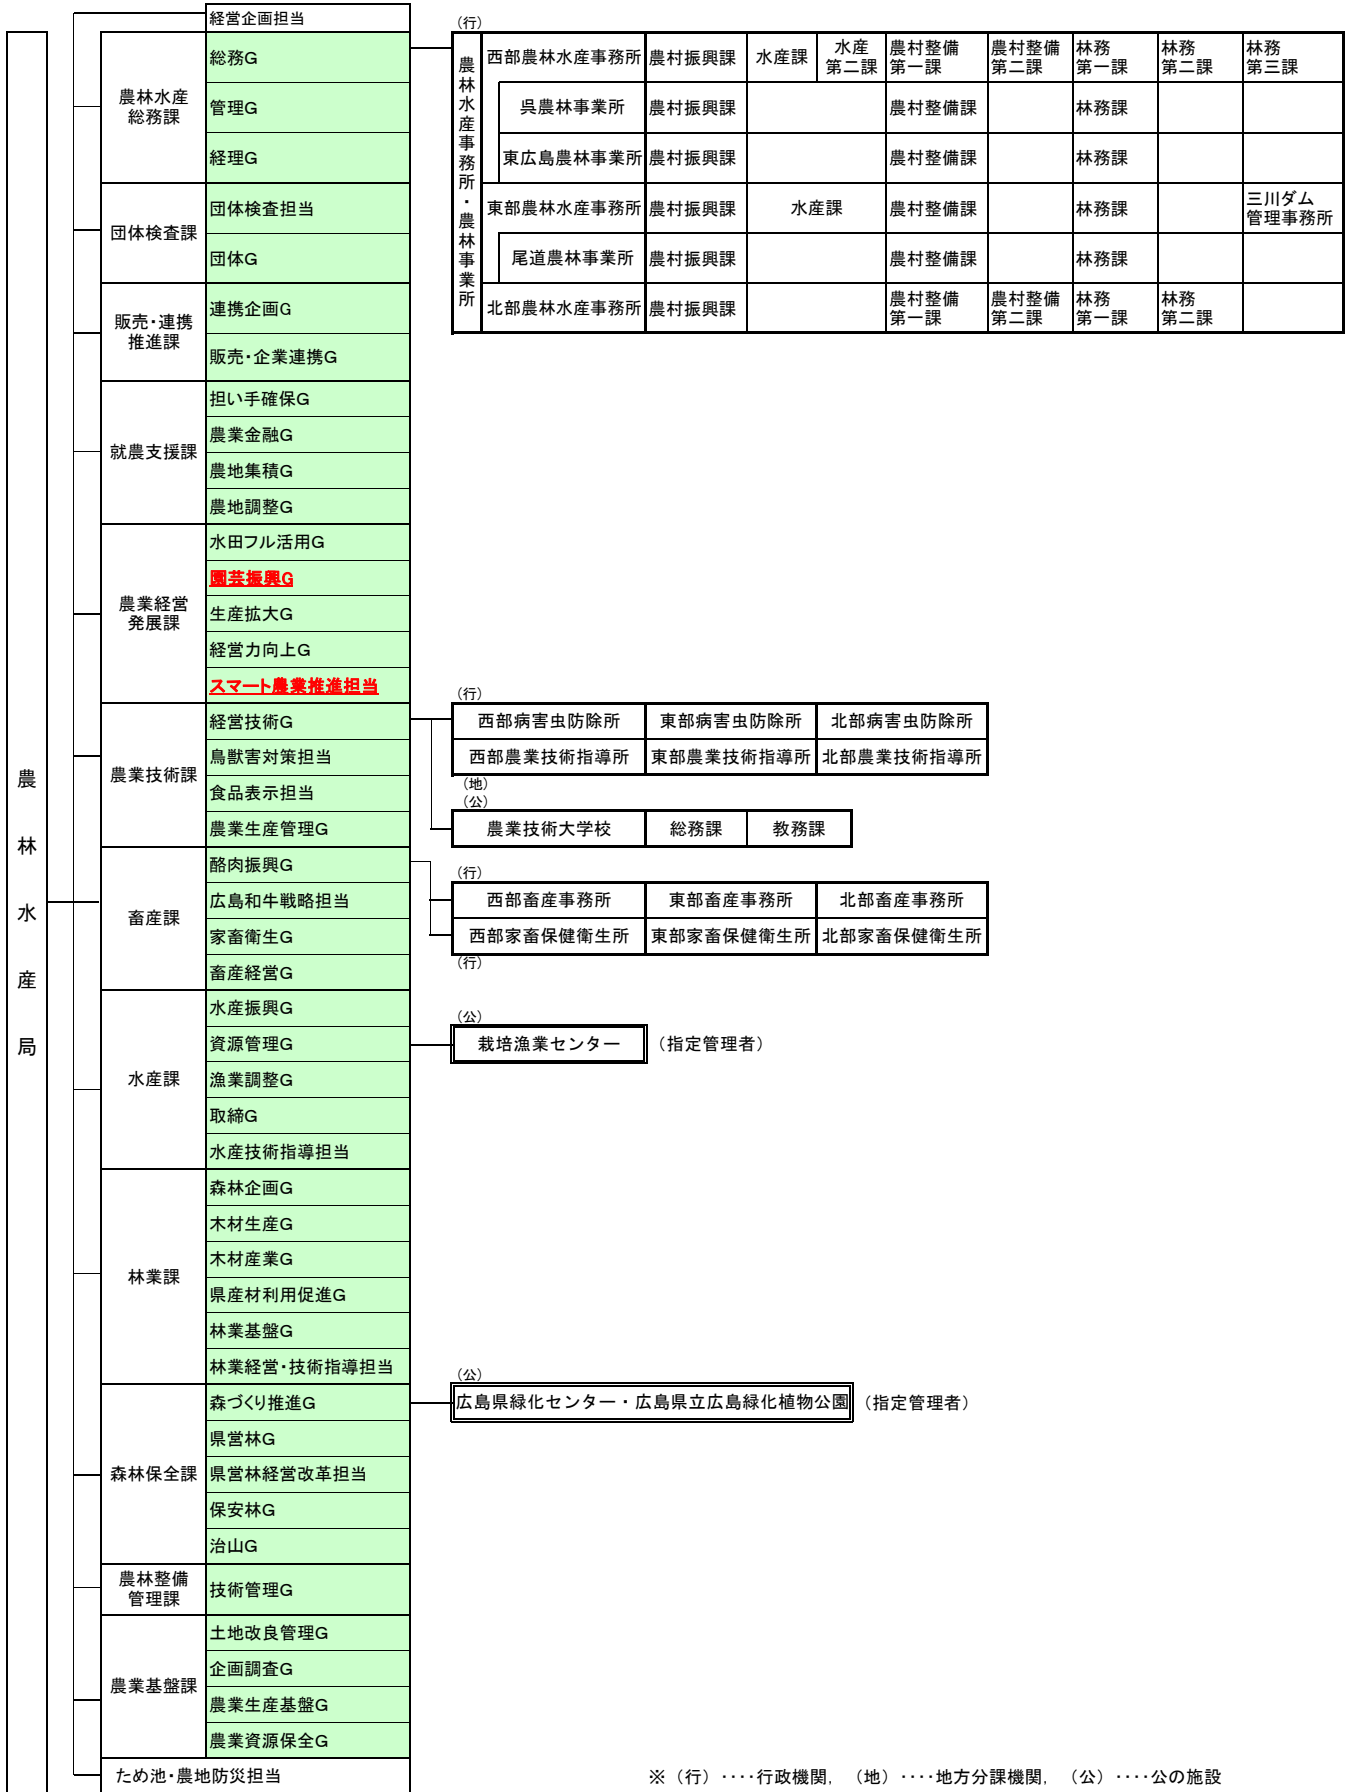 農林水産局
経営企画担当
農林水産
総務課
総務G
管理G
経理G
団体検査課
団体検査担当
団体G
販売・連携
推進課
連携企画G
販売・企業連携G
就農支援課
担い手確保G
農業金融G
農地集積G
農地調整G
農業経営
発展課
水田フル活用G
園芸振興G
生産拡大G
経営力向上G
スマート農業推進担当
農業技術課
経営技術G
鳥獣害対策担当
食品表示担当
農業生産管理G
畜産課
酪肉振興G
広島和牛戦略担当
家畜衛生G
畜産経営G
水産課
水産振興G
資源管理G
漁業調整G
取締G
水産技術指導担当
林業課
森林企画G
木材生産G
木材産業G
県産材利用促進G
林業基盤G
林業経営・技術指導担当
森林保全課
森づくり推進G
県営林G
県営林経営改革担当
保安林G
治山G
農林整備
管理課
技術管理G
農業基盤課
土地改良管理G
企画調査G
農業生産基盤G
農業資源保全G
ため池・農地防災担当
（行）
農林水産事務所・農林事業所
西部農林水産事務所 農村振興課 水産課 水産第二課 農村整備第一課 農村整備第二課 林務第一課 林務第二課 林務第三課
呉農林事業所 農村振興課 農村整備課 林務課
東広島農林事業所 農村振興課 農村整備課 林務課
東部農林水産事務所 農村振興課 水産課 農村整備課 林務課 三川ダム管理事務所
尾道農林事業所 農村振興課 農村整備課 林務課
北部農林水産事務所 農村振興課 農村整備第一課 農村整備第二課 林務第一課 林務第二課
（行）
西部病害虫防除所 東部病害虫防除所 北部病害虫防除所
西部農業技術指導所 東部農業技術指導所 北部農業技術指導所
（地）
（公）
農業技術大学校 総務課 教務課
（行）
西部畜産事務所 東部畜産事務所 北部畜産事務所
西部家畜保健衛生所 東部家畜保健衛生所 北部家畜保健衛生所
（行）
（公）
栽培漁業センター （指定管理者）
（公）
広島県緑化センター・広島県立広島緑化植物公園 （指定管理者）
※（行）‥‥行政機関，（地）‥‥地方分課機関，（公）‥‥公の施設